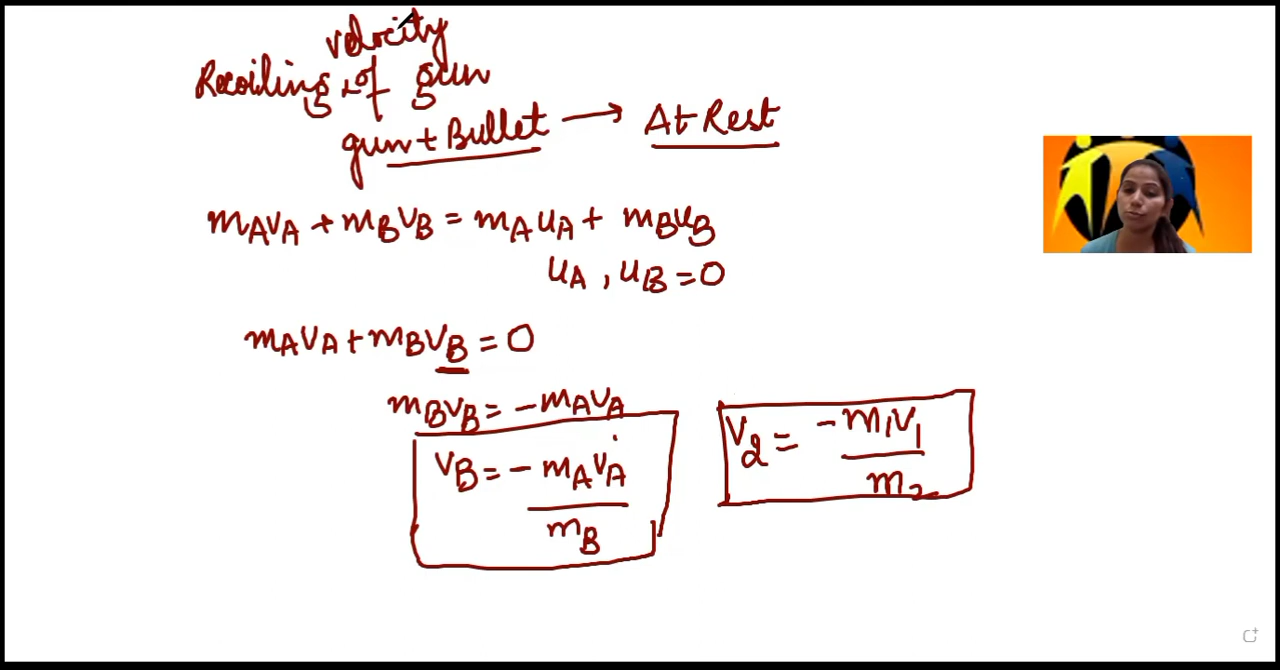 velocity
Recoiling of gun
gun + Bullet → At Rest
mAvA + mBvB = mAuA + mBuB
uA, uB = 0
mAvA + mBvB = 0
mBvB = -mAvA
vB = -mAvA / mB
v2 = -m1v1 / m2